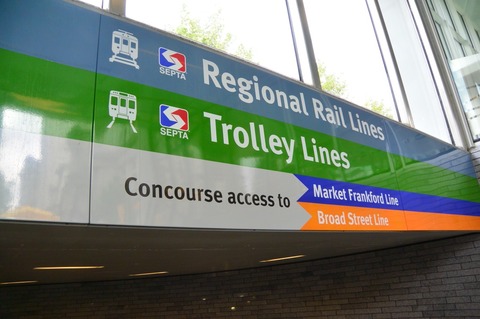 SEPTA Regional Rail Lines
SEPTA Trolley Lines
Concourse access to
Market Frankford Line
Broad Street Line